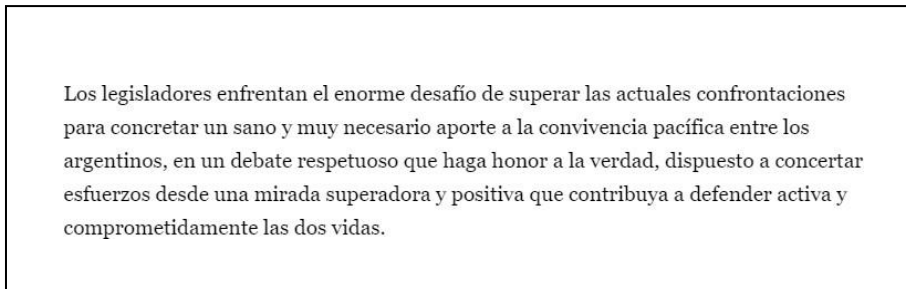 Los legisladores enfrentan el enorme desafío de superar las actuales confrontaciones
para concretar un sano y muy necesario aporte a la convivencia pacífica entre los
argentinos, en un debate respetuoso que haga honor a la verdad, dispuesto a concertar
esfuerzos desde una mirada superadora y positiva que contribuya a defender activa y
comprometidamente las dos vidas.